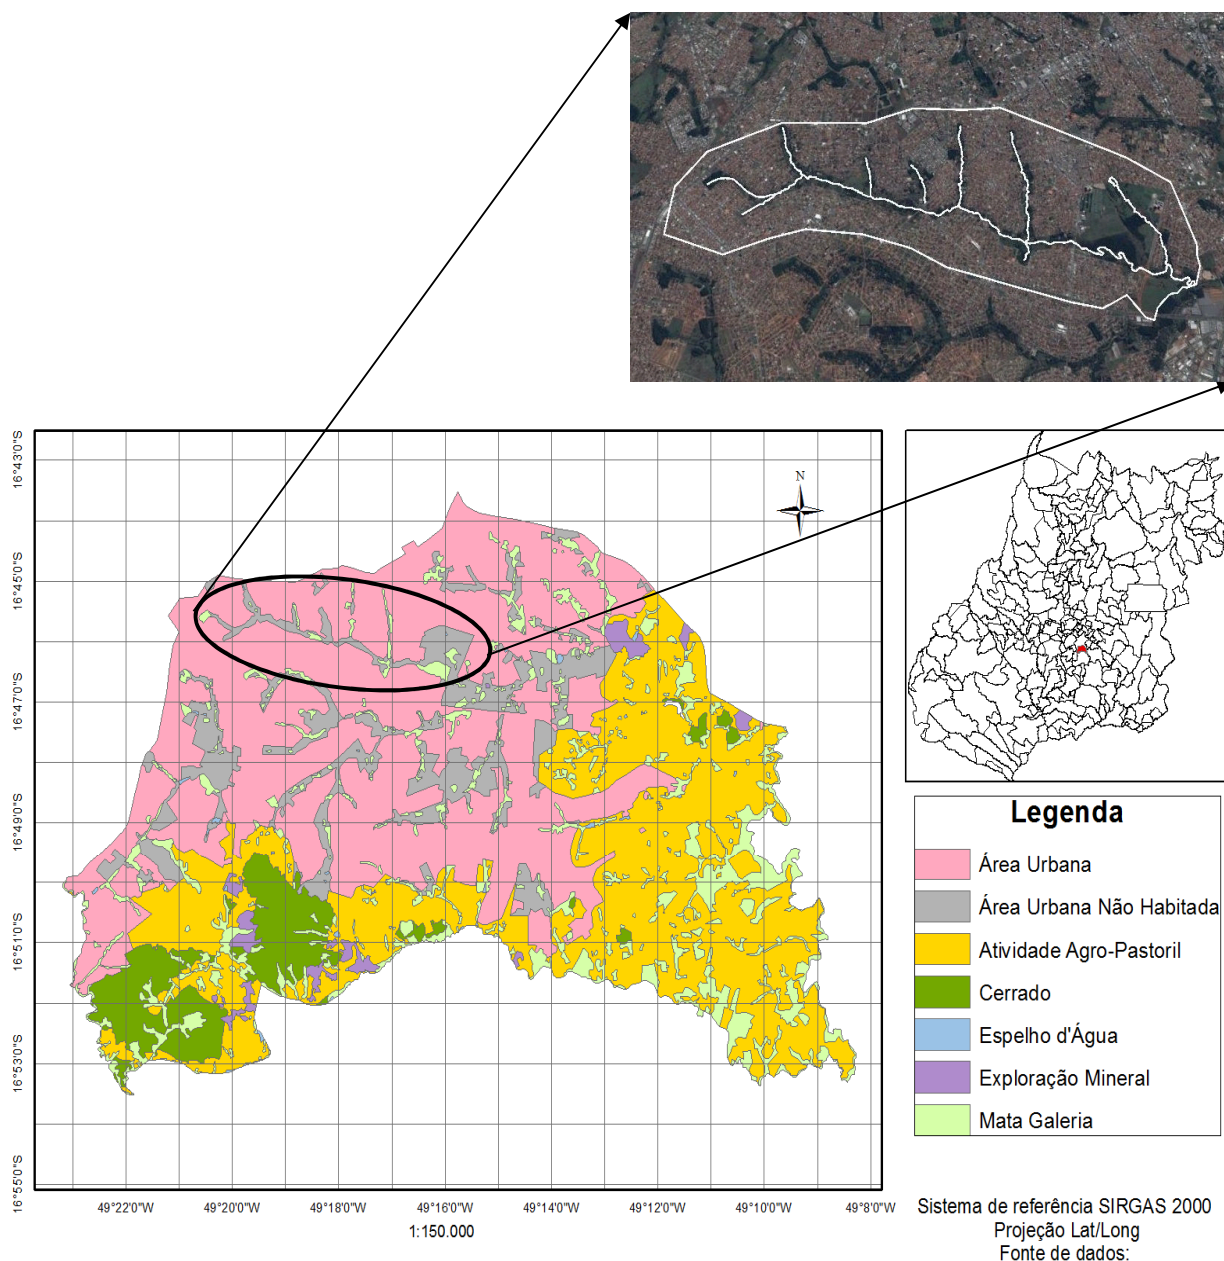 N
16°43'0"S
16°45'0"S
16°47'0"S
16°49'0"S
16°51'0"S
16°53'0"S
16°55'0"S
49°22'0"W
49°20'0"W
49°18'0"W
49°16'0"W
49°14'0"W
49°12'0"W
49°10'0"W
49°8'0"W
1:150.000
Legenda
Área Urbana
Área Urbana Não Habitada
Atividade Agro-Pastoril
Cerrado
Espelho d'Água
Exploração Mineral
Mata Galeria
Sistema de referência SIRGAS 2000
Projeção Lat/Long
Fonte de dados: